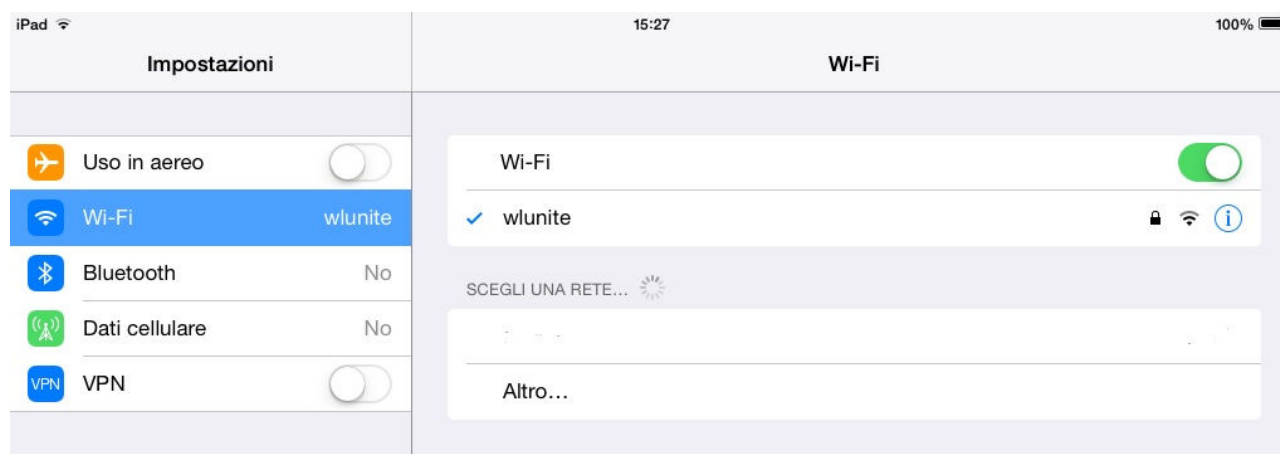 iPad 15:27 100%
Impostazioni
Wi-Fi
Uso in aereo
Wi-Fi wlunite
Bluetooth No
Dati cellulare No
VPN VPN
Wi-Fi
wlunite
SCEGLI UNA RETE...
Altro...